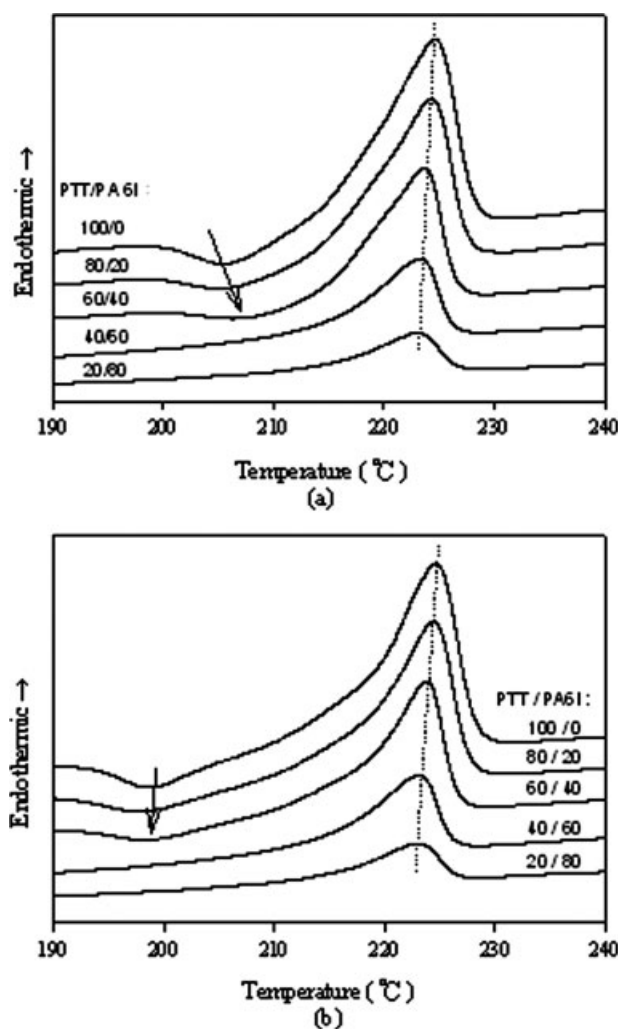 Endothermic →
PTT/PA6I :
100/0
80/20
60/40
40/60
20/80
190 200 210 220 230 240
Temperature ( °C )
(a)
Endothermic →
PTT / PA6I :
100 / 0
80 / 20
60 / 40
40 / 60
20 / 80
190 200 210 220 230 240
Temperature ( °C )
(b)